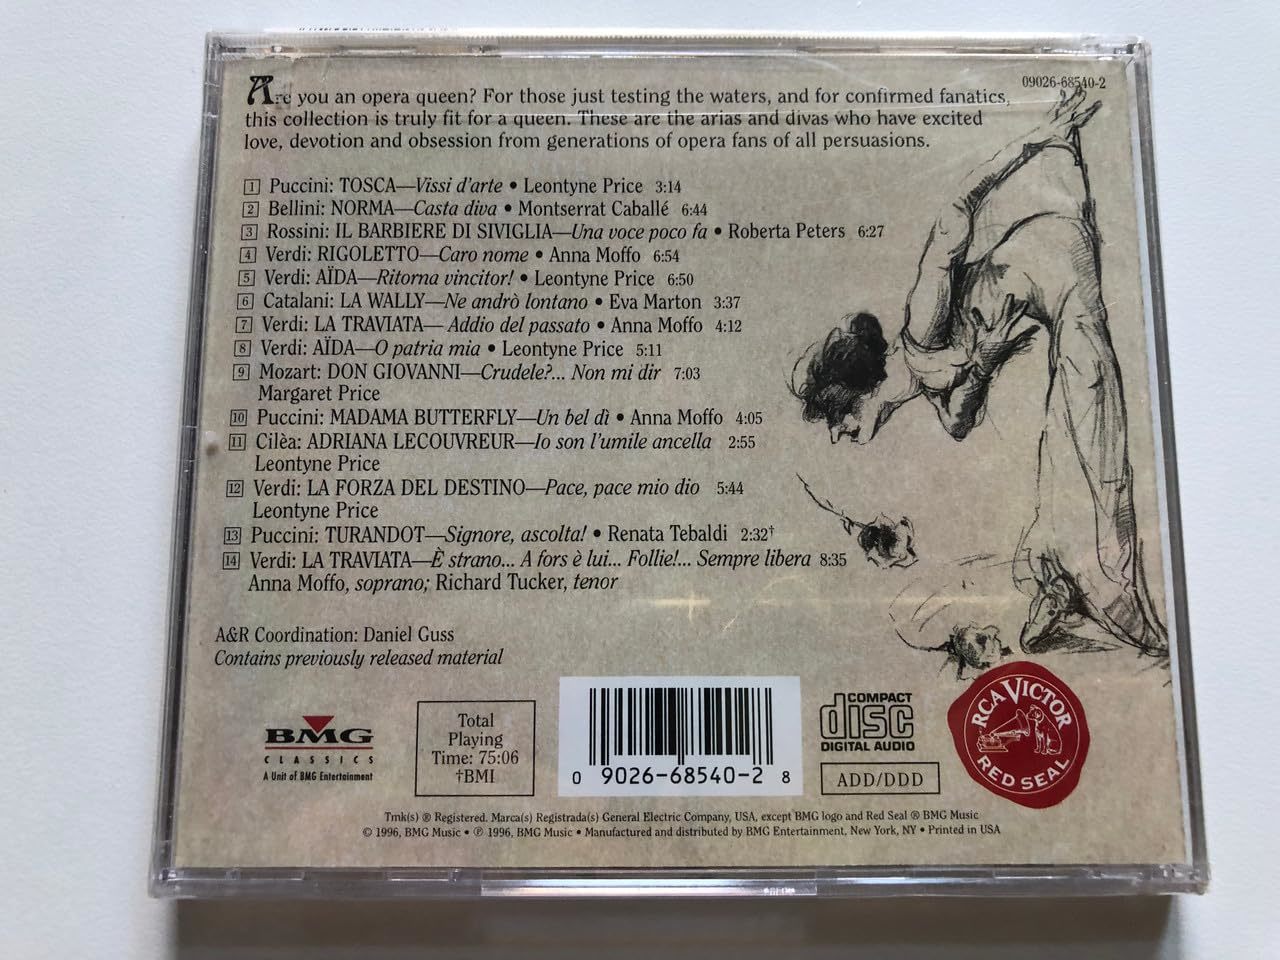 09026-68540-2
Are you an opera queen? For those just testing the waters, and for confirmed fanatics,
this collection is truly fit for a queen. These are the arias and divas who have excited
love, devotion and obsession from generations of opera fans of all persuasions.
1 Puccini: TOSCA—Vissi d'arte • Leontyne Price 3:14
2 Bellini: NORMA—Casta diva • Montserrat Caballé 6:44
3 Rossini: IL BARBIERE DI SIVIGLIA—Una voce poco fa • Roberta Peters 6:27
4 Verdi: RIGOLETTO—Caro nome • Anna Moffo 6:54
5 Verdi: AÏDA—Ritorna vincitor! • Leontyne Price 6:50
6 Catalani: LA WALLY—Ne andrò lontano • Eva Marton 3:37
7 Verdi: LA TRAVIATA—Addio del passato • Anna Moffo 4:12
8 Verdi: AÏDA—O patria mia • Leontyne Price 5:11
9 Mozart: DON GIOVANNI—Crudele?... Non mi dir 7:03
Margaret Price
10 Puccini: MADAMA BUTTERFLY—Un bel dì • Anna Moffo 4:05
11 Cilèa: ADRIANA LECOUVREUR—Io son l'umile ancella 2:55
Leontyne Price
12 Verdi: LA FORZA DEL DESTINO—Pace, pace mio dio 5:44
Leontyne Price
13 Puccini: TURANDOT—Signore, ascolta! • Renata Tebaldi 2:32†
14 Verdi: LA TRAVIATA—È strano... A fors è lui... Follie!... Sempre libera 8:35
Anna Moffo, soprano; Richard Tucker, tenor
A&R Coordination: Daniel Guss
Contains previously released material
BMG
CLASSICS
A Unit of BMG Entertainment
Total
Playing
Time: 75:06
†BMI
0 9026-68540-2 8
COMPACT
disc
DIGITAL AUDIO
ADD/DDD
RCA VICTOR
RED SEAL
Tmk(s) ® Registered. Marca(s) Registrada(s) General Electric Company, USA, except BMG logo and Red Seal ® BMG Music
© 1996, BMG Music • ℗ 1996, BMG Music • Manufactured and distributed by BMG Entertainment, New York, NY • Printed in USA